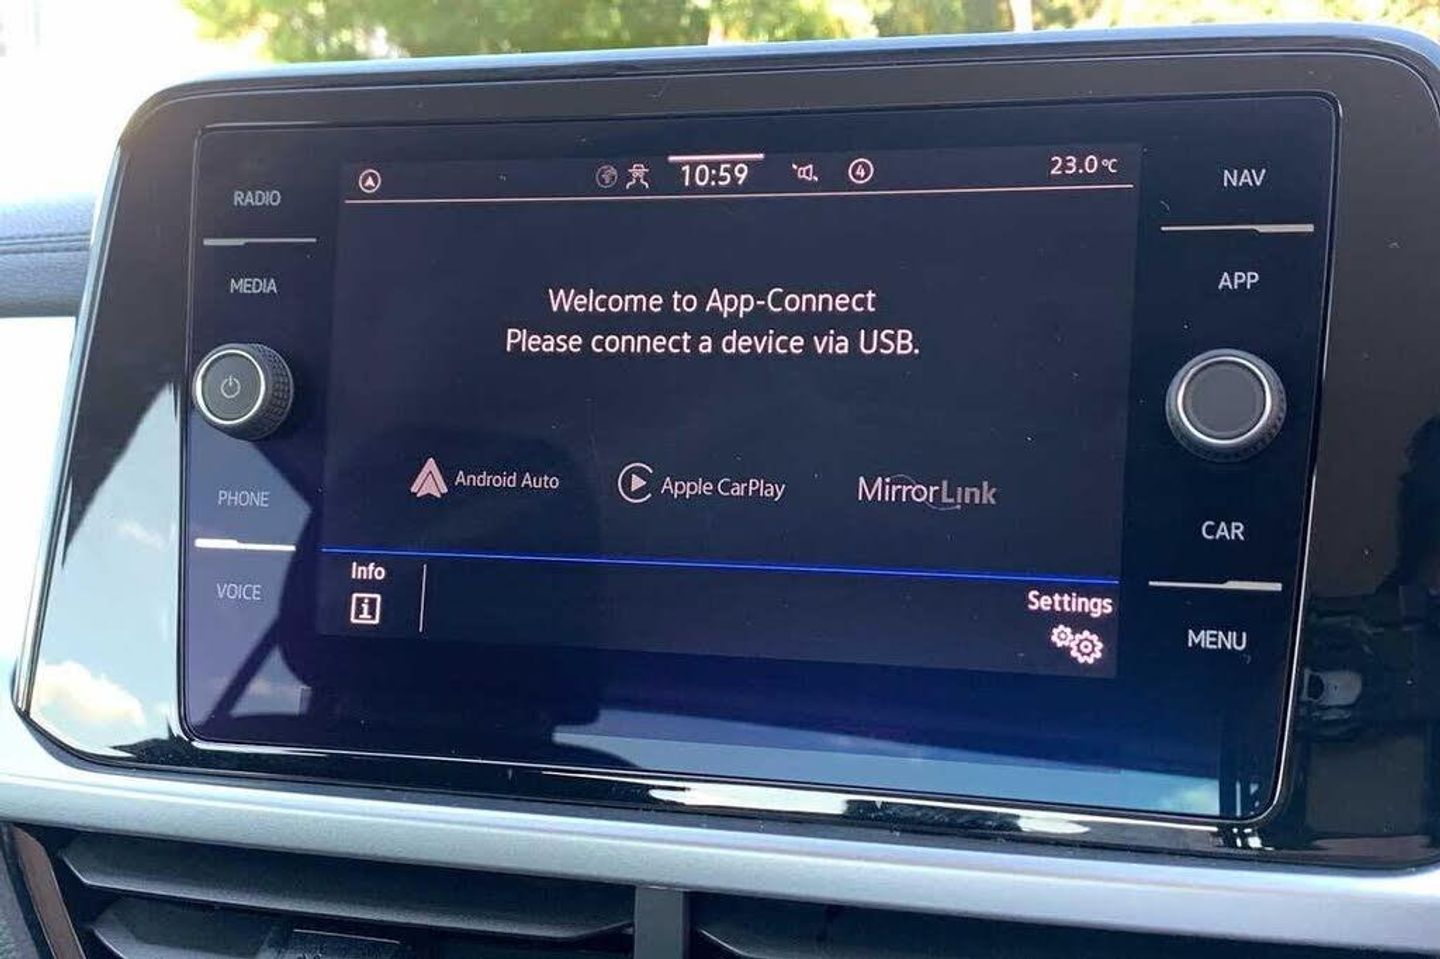 RADIO
MEDIA
PHONE
VOICE
10:59
4
23.0°C
Welcome to App-Connect
Please connect a device via USB.
Android Auto
Apple CarPlay
MirrorLink
Info
i
Settings
NAV
APP
CAR
MENU